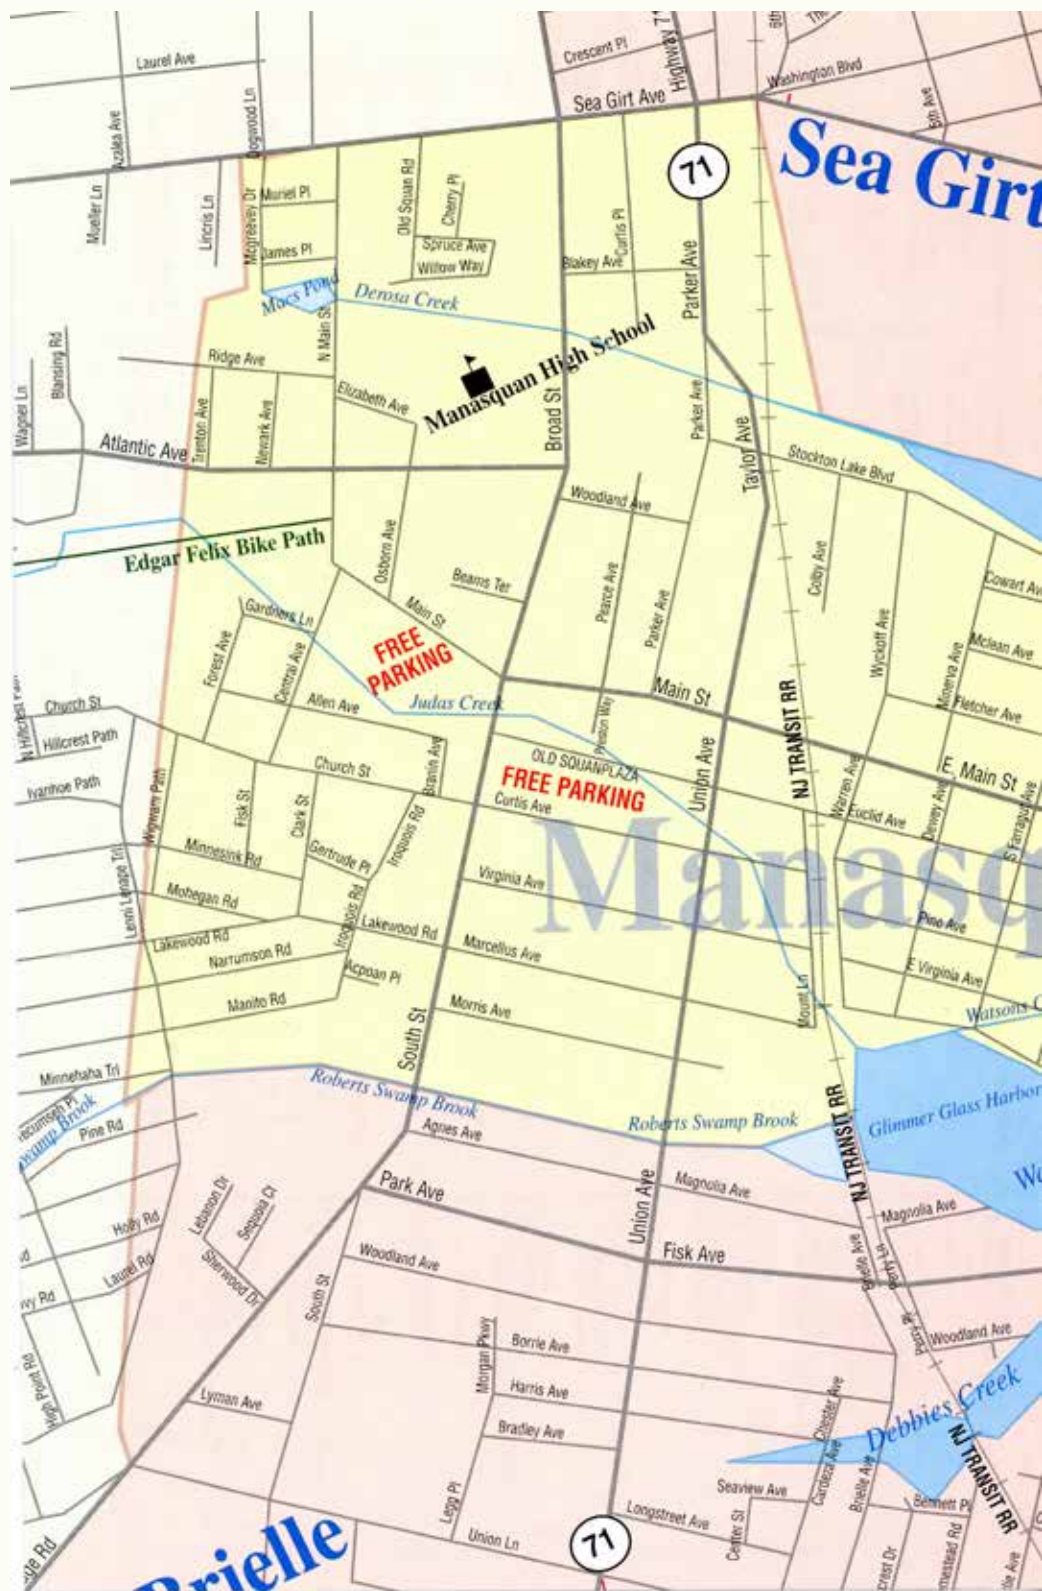 Crescent Pl
Highway 71
6th
The
Laurel Ave
Washington Blvd
Sea Girt Ave
6th Ave
Azalea Ave
Dogwood Ln
Sea Girt
71
Mueller Ln
Lincris Ln
Mcgreevey Dr
Muriel Pl
Old Squan Rd
Cherry Pl
Curtis Pl
Spruce Ave
Willow Way
James Pl
Blakey Ave
Parker Ave
Macs Pond
Derosa Creek
N Main St
Manasquan High School
Ridge Ave
Blansing Rd
Wagner Ln
Elizabeth Ave
Broad St
Parker Ave
Trenton Ave
Newark Ave
Atlantic Ave
Taylor Ave
Stockton Lake Blvd
Woodland Ave
Edgar Felix Bike Path
Osborn Ave
Beams Ter
Pearce Ave
Parker Ave
Colby Ave
Cowart Ave
Gardners Ln
Main St
FREE
PARKING
Forest Ave
Central Ave
Wyckoff Ave
Minerva Ave
Mclean Ave
Fletcher Ave
Main St
Allen Ave
Judas Creek
Preston Way
NJ TRANSIT RR
N Hillcrest Path
Church St
Hillcrest Path
Ivanhoe Path
Church St
Branin Ave
OLD SQUANPLAZA
FREE PARKING
Union Ave
E. Main St
Warren Ave
Euclid Ave
Dewey Ave
S Farragut Ave
Wigwam Path
Fisk St
Clark St
Iroquois Rd
Curtis Ave
Manasq
Minnesink Rd
Gertrude Pl
Virginia Ave
Lenni Lenape Trl
Mohegan Rd
Iroquois Rd
Lakewood Rd
Lakewood Rd
Pine Ave
Narrumson Rd
Acpoan Pl
Marcellus Ave
E Virginia Ave
Manito Rd
Morris Ave
Mount Ln
Watsons C
South St
Minnehaha Trl
Roberts Swamp Brook
Roberts Swamp Brook
Glimmer Glass Harbor
NJ TRANSIT RR
ecumseh Pl
Swamp Brook
Pine Rd
Agnes Ave
Park Ave
Magnolia Ave
Magnolia Ave
Union Ave
Lebanon Dr
Sequoia Ct
Holly Rd
Laurel Rd
Sherwood Dr
Woodland Ave
Fisk Ave
Brielle Ave
Perry Ln
South St
Woodland Ave
Morgan Pkwy
Borrie Ave
High Point Rd
Lyman Ave
Harris Ave
Bradley Ave
Chester Ave
Debbies Creek
NJ TRANSIT RR
Cardeza Ave
Brielle Ave
Seaview Ave
Legg Pl
Longstreet Ave
Center St
Bennett Pl
Union Ln
71
Brielle